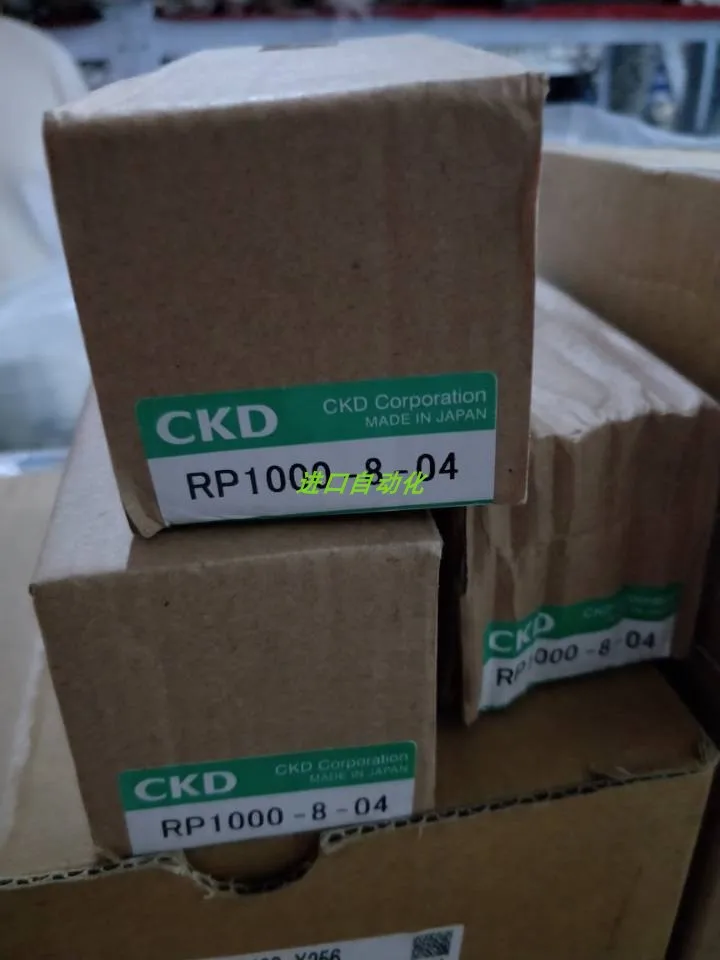 CKD
CKD Corporation
MADE IN JAPAN
RP1000-8-04
进口自动化
CKD
RP1000-8-04
CKD
CKD Corporation
MADE IN JAPAN
RP1000-8-04